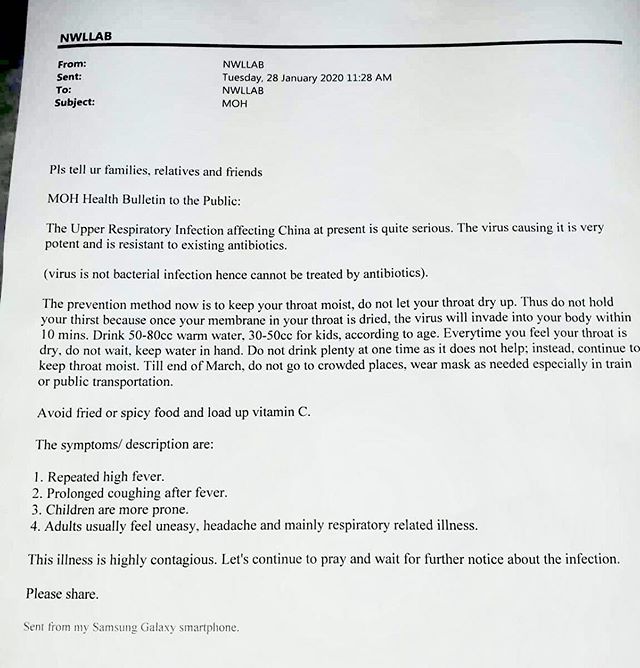 NWLLAB
From: NWLLAB
Sent: Tuesday, 28 January 2020 11:28 AM
To: NWLLAB
Subject: MOH
Pls tell ur families, relatives and friends
MOH Health Bulletin to the Public:
The Upper Respiratory Infection affecting China at present is quite serious. The virus causing it is very
potent and is resistant to existing antibiotics.
(virus is not bacterial infection hence cannot be treated by antibiotics).
The prevention method now is to keep your throat moist, do not let your throat dry up. Thus do not hold
your thirst because once your membrane in your throat is dried, the virus will invade into your body within
10 mins. Drink 50-80cc warm water, 30-50cc for kids, according to age. Everytime you feel your throat is
dry, do not wait, keep water in hand. Do not drink plenty at one time as it does not help; instead, continue to
keep throat moist. Till end of March, do not go to crowded places, wear mask as needed especially in train
or public transportation.
Avoid fried or spicy food and load up vitamin C.
The symptoms/ description are:
1. Repeated high fever.
2. Prolonged coughing after fever.
3. Children are more prone.
4. Adults usually feel uneasy, headache and mainly respiratory related illness.
This illness is highly contagious. Let's continue to pray and wait for further notice about the infection.
Please share.
Sent from my Samsung Galaxy smartphone.